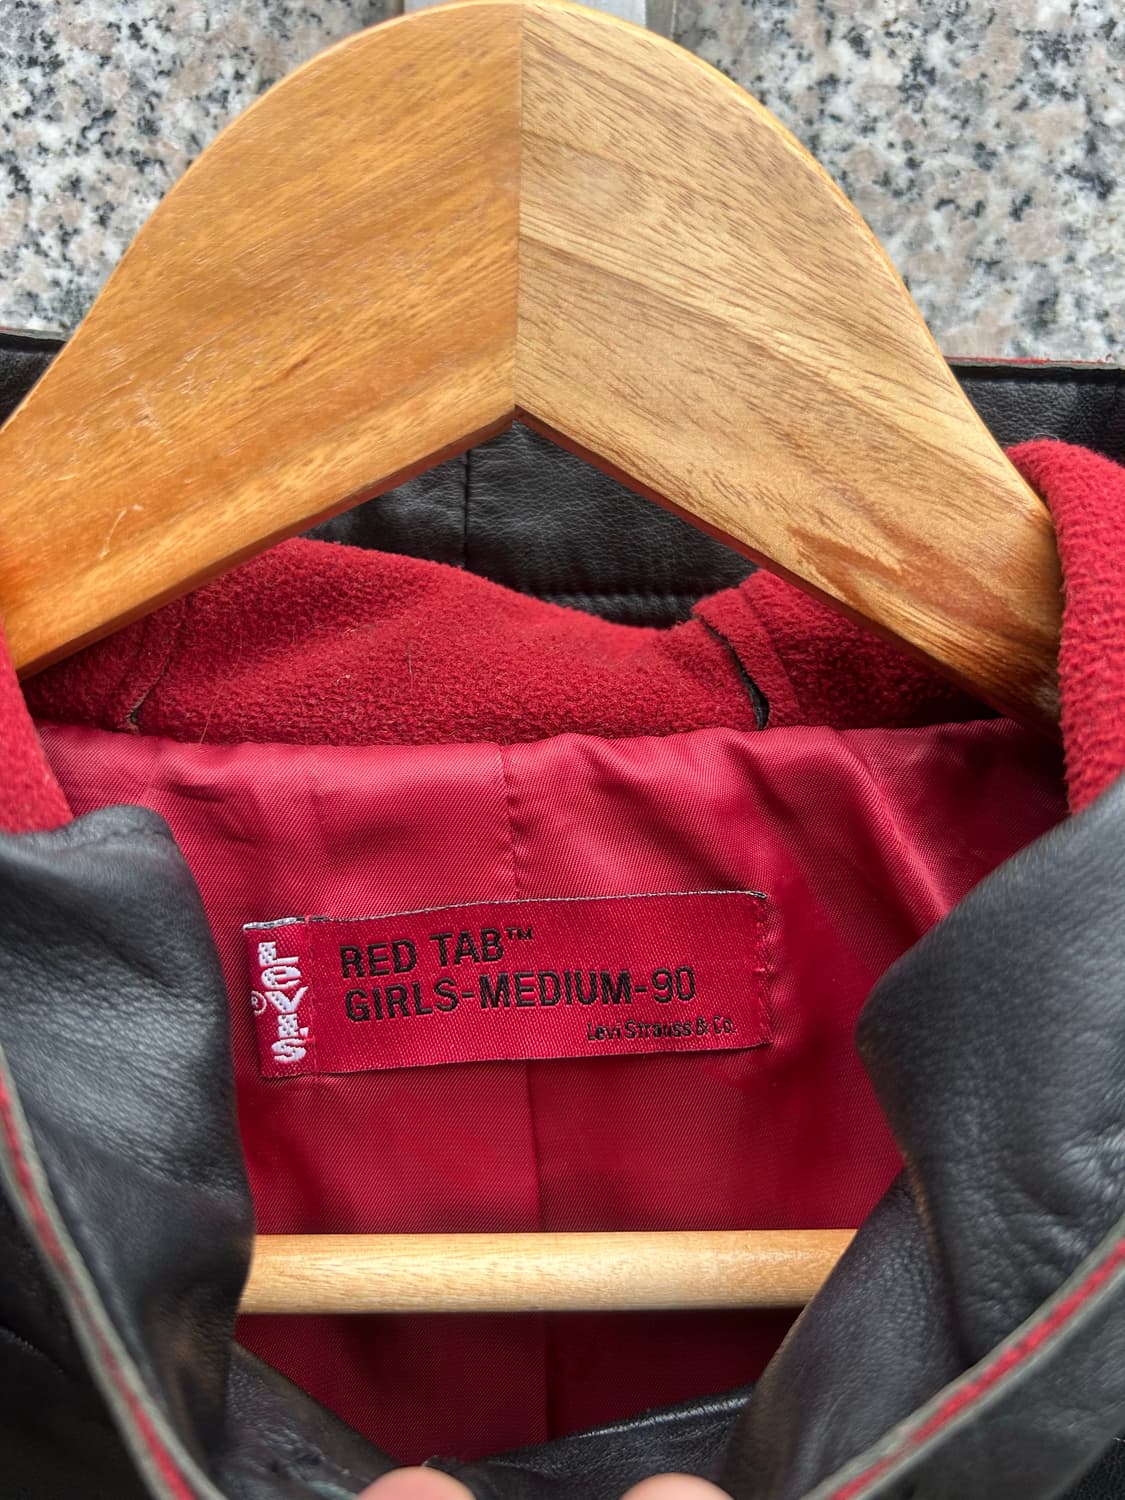 Levi's®
RED TAB™
GIRLS-MEDIUM-90
Levi Strauss & Co.